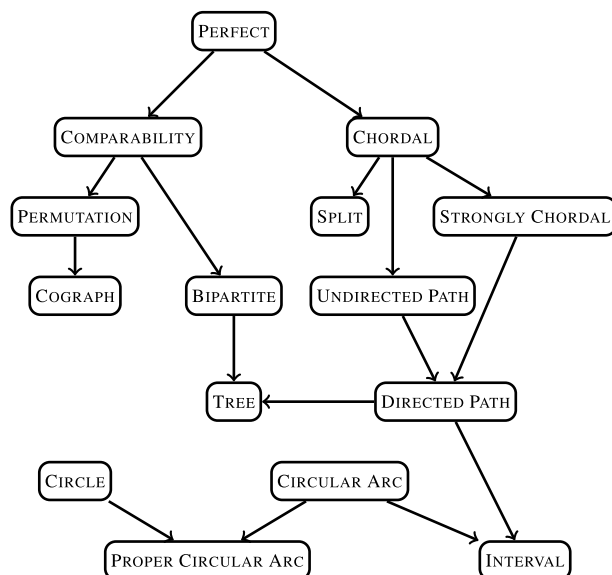 PERFECT
COMPARABILITY
CHORDAL
PERMUTATION
SPLIT
STRONGLY CHORDAL
COGRAPH
BIPARTITE
UNDIRECTED PATH
TREE
DIRECTED PATH
CIRCLE
CIRCULAR ARC
PROPER CIRCULAR ARC
INTERVAL